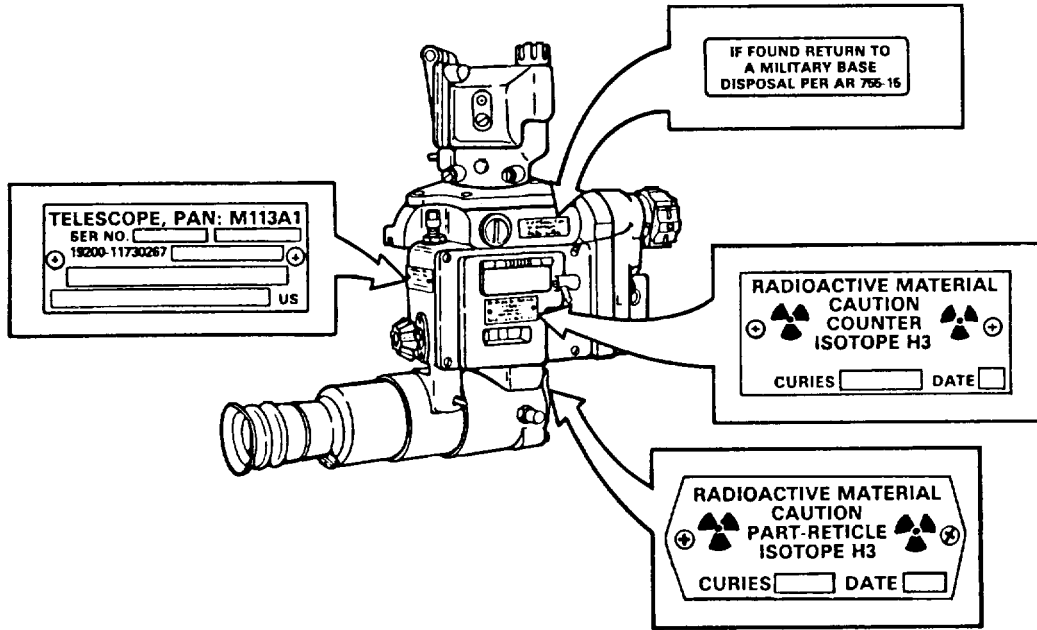 IF FOUND RETURN TO
A MILITARY BASE
DISPOSAL PER AR 755-15
TELESCOPE, PAN: M113A1
SER NO.
19200-11730267
US
RADIOACTIVE MATERIAL
CAUTION
COUNTER
ISOTOPE H3
CURIES DATE
RADIOACTIVE MATERIAL
CAUTION
PART-RETICLE
ISOTOPE H3
CURIES DATE